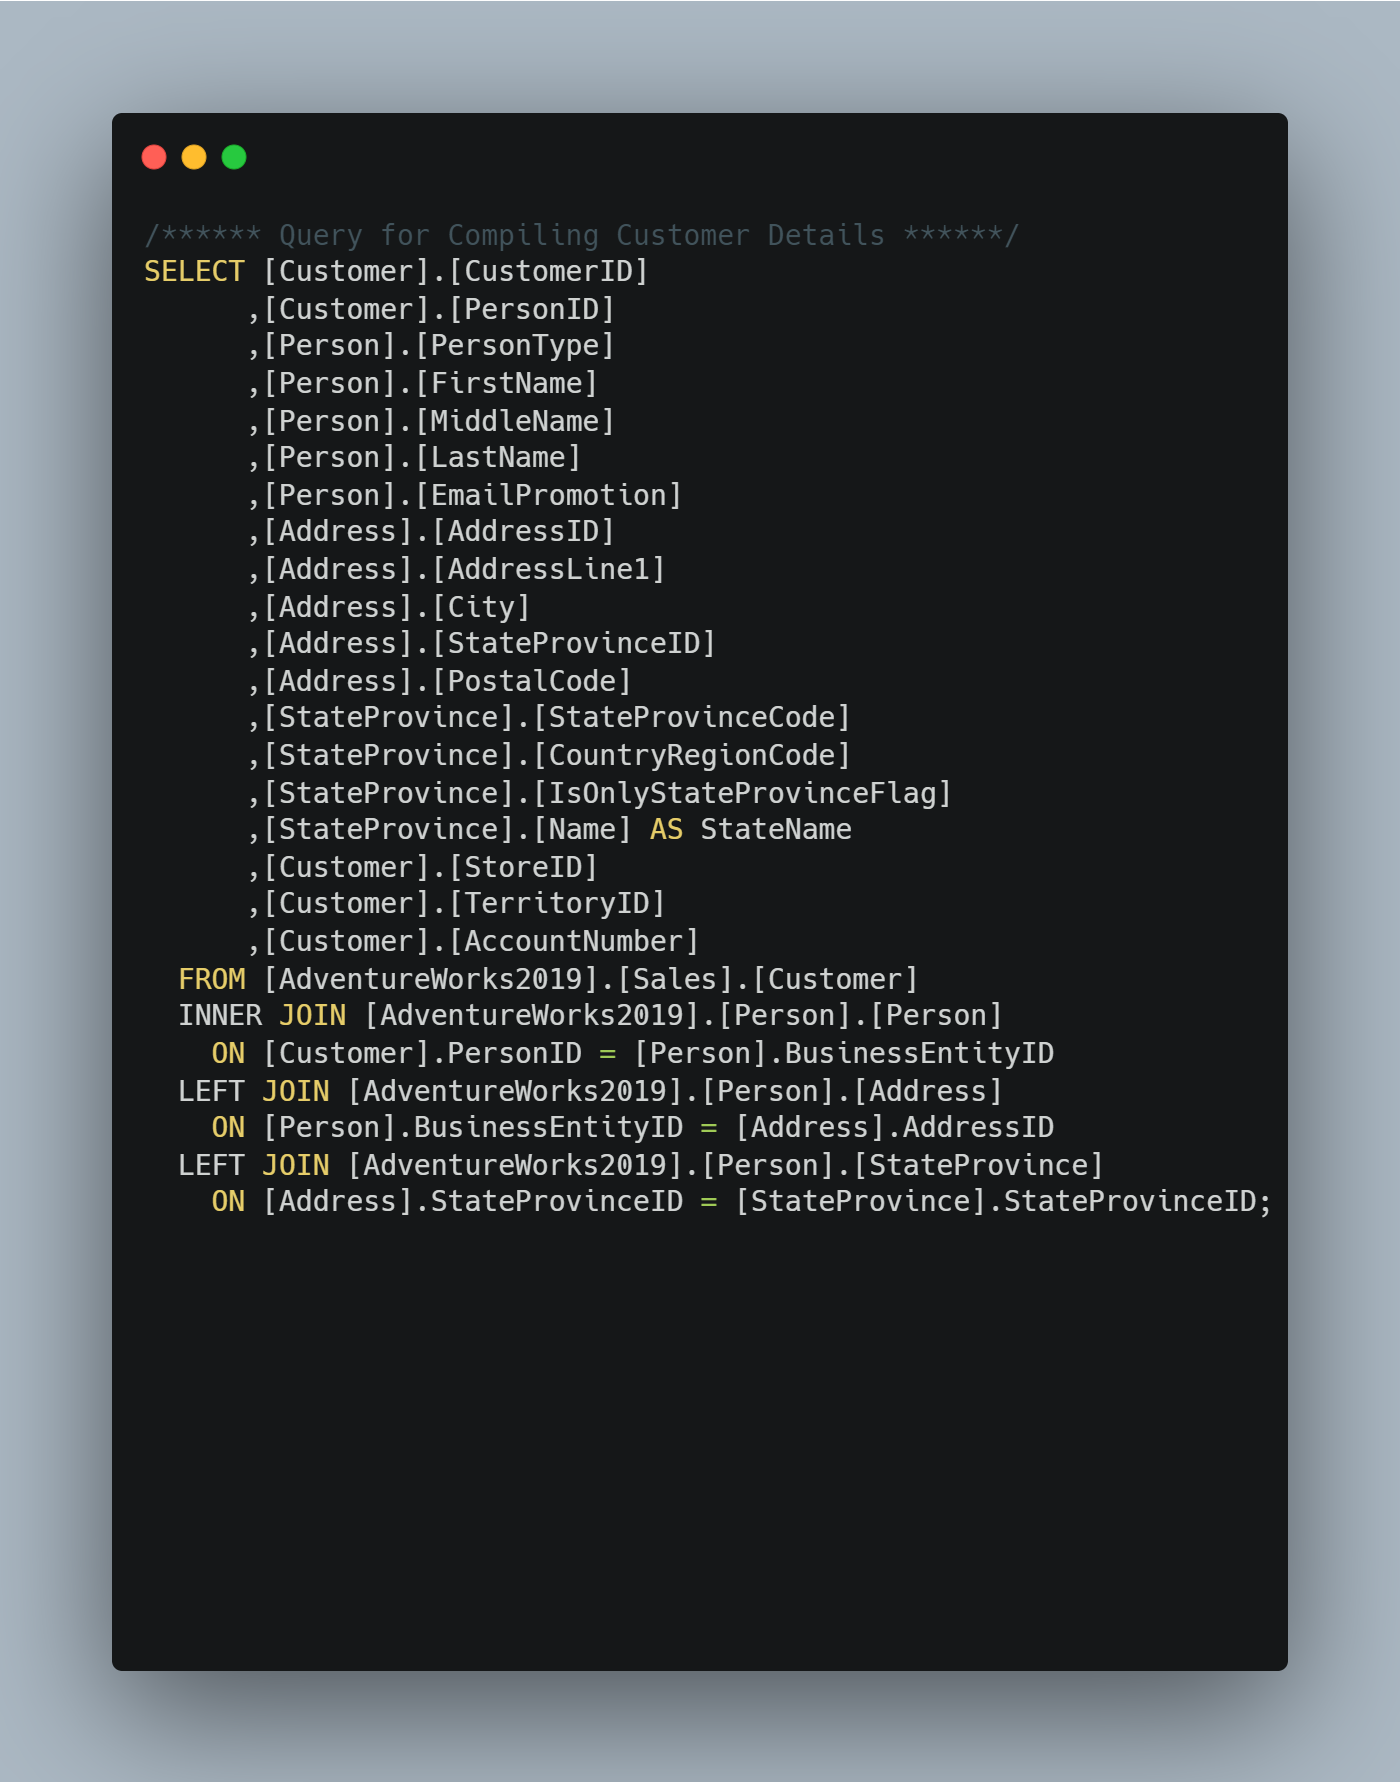 /****** Query for Compiling Customer Details ******/
SELECT [Customer].[CustomerID]
      ,[Customer].[PersonID]
      ,[Person].[PersonType]
      ,[Person].[FirstName]
      ,[Person].[MiddleName]
      ,[Person].[LastName]
      ,[Person].[EmailPromotion]
      ,[Address].[AddressID]
      ,[Address].[AddressLine1]
      ,[Address].[City]
      ,[Address].[StateProvinceID]
      ,[Address].[PostalCode]
      ,[StateProvince].[StateProvinceCode]
      ,[StateProvince].[CountryRegionCode]
      ,[StateProvince].[IsOnlyStateProvinceFlag]
      ,[StateProvince].[Name] AS StateName
      ,[Customer].[StoreID]
      ,[Customer].[TerritoryID]
      ,[Customer].[AccountNumber]
  FROM [AdventureWorks2019].[Sales].[Customer]
  INNER JOIN [AdventureWorks2019].[Person].[Person]
    ON [Customer].PersonID = [Person].BusinessEntityID
  LEFT JOIN [AdventureWorks2019].[Person].[Address]
    ON [Person].BusinessEntityID = [Address].AddressID
  LEFT JOIN [AdventureWorks2019].[Person].[StateProvince]
    ON [Address].StateProvinceID = [StateProvince].StateProvinceID;